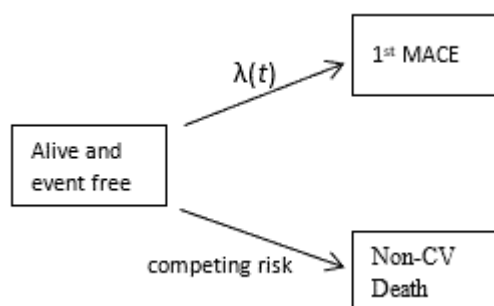 1st MACE
λ(t)
Alive and
event free
competing risk
Non-CV
Death